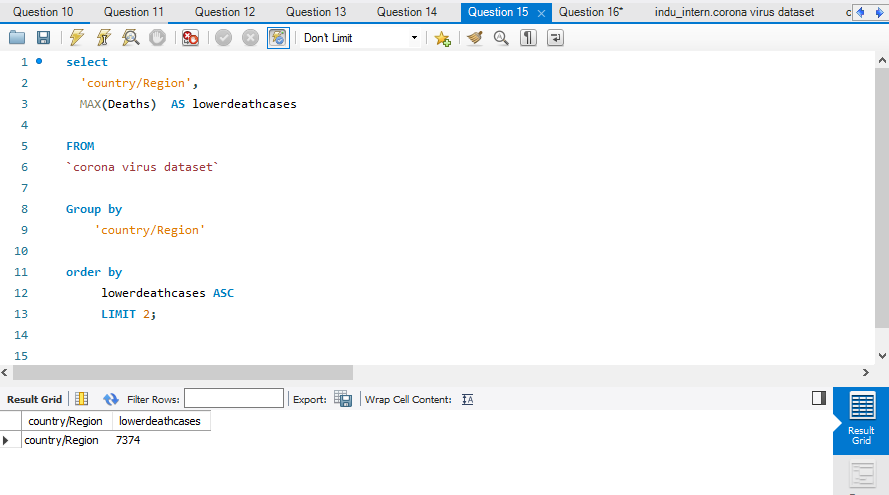 Question 10 Question 11 Question 12 Question 13 Question 14 Question 15 Question 16* indu_intern.corona virus dataset c
Don't Limit
1 select
2 'country/Region',
3 MAX(Deaths) AS lowerdeathcases
4
5 FROM
6 `corona virus dataset`
7
8 Group by
9 'country/Region'
10
11 order by
12 lowerdeathcases ASC
13 LIMIT 2;
14
15
Result Grid Filter Rows: Export: Wrap Cell Content:
country/Region lowerdeathcases
country/Region 7374
Result
Grid